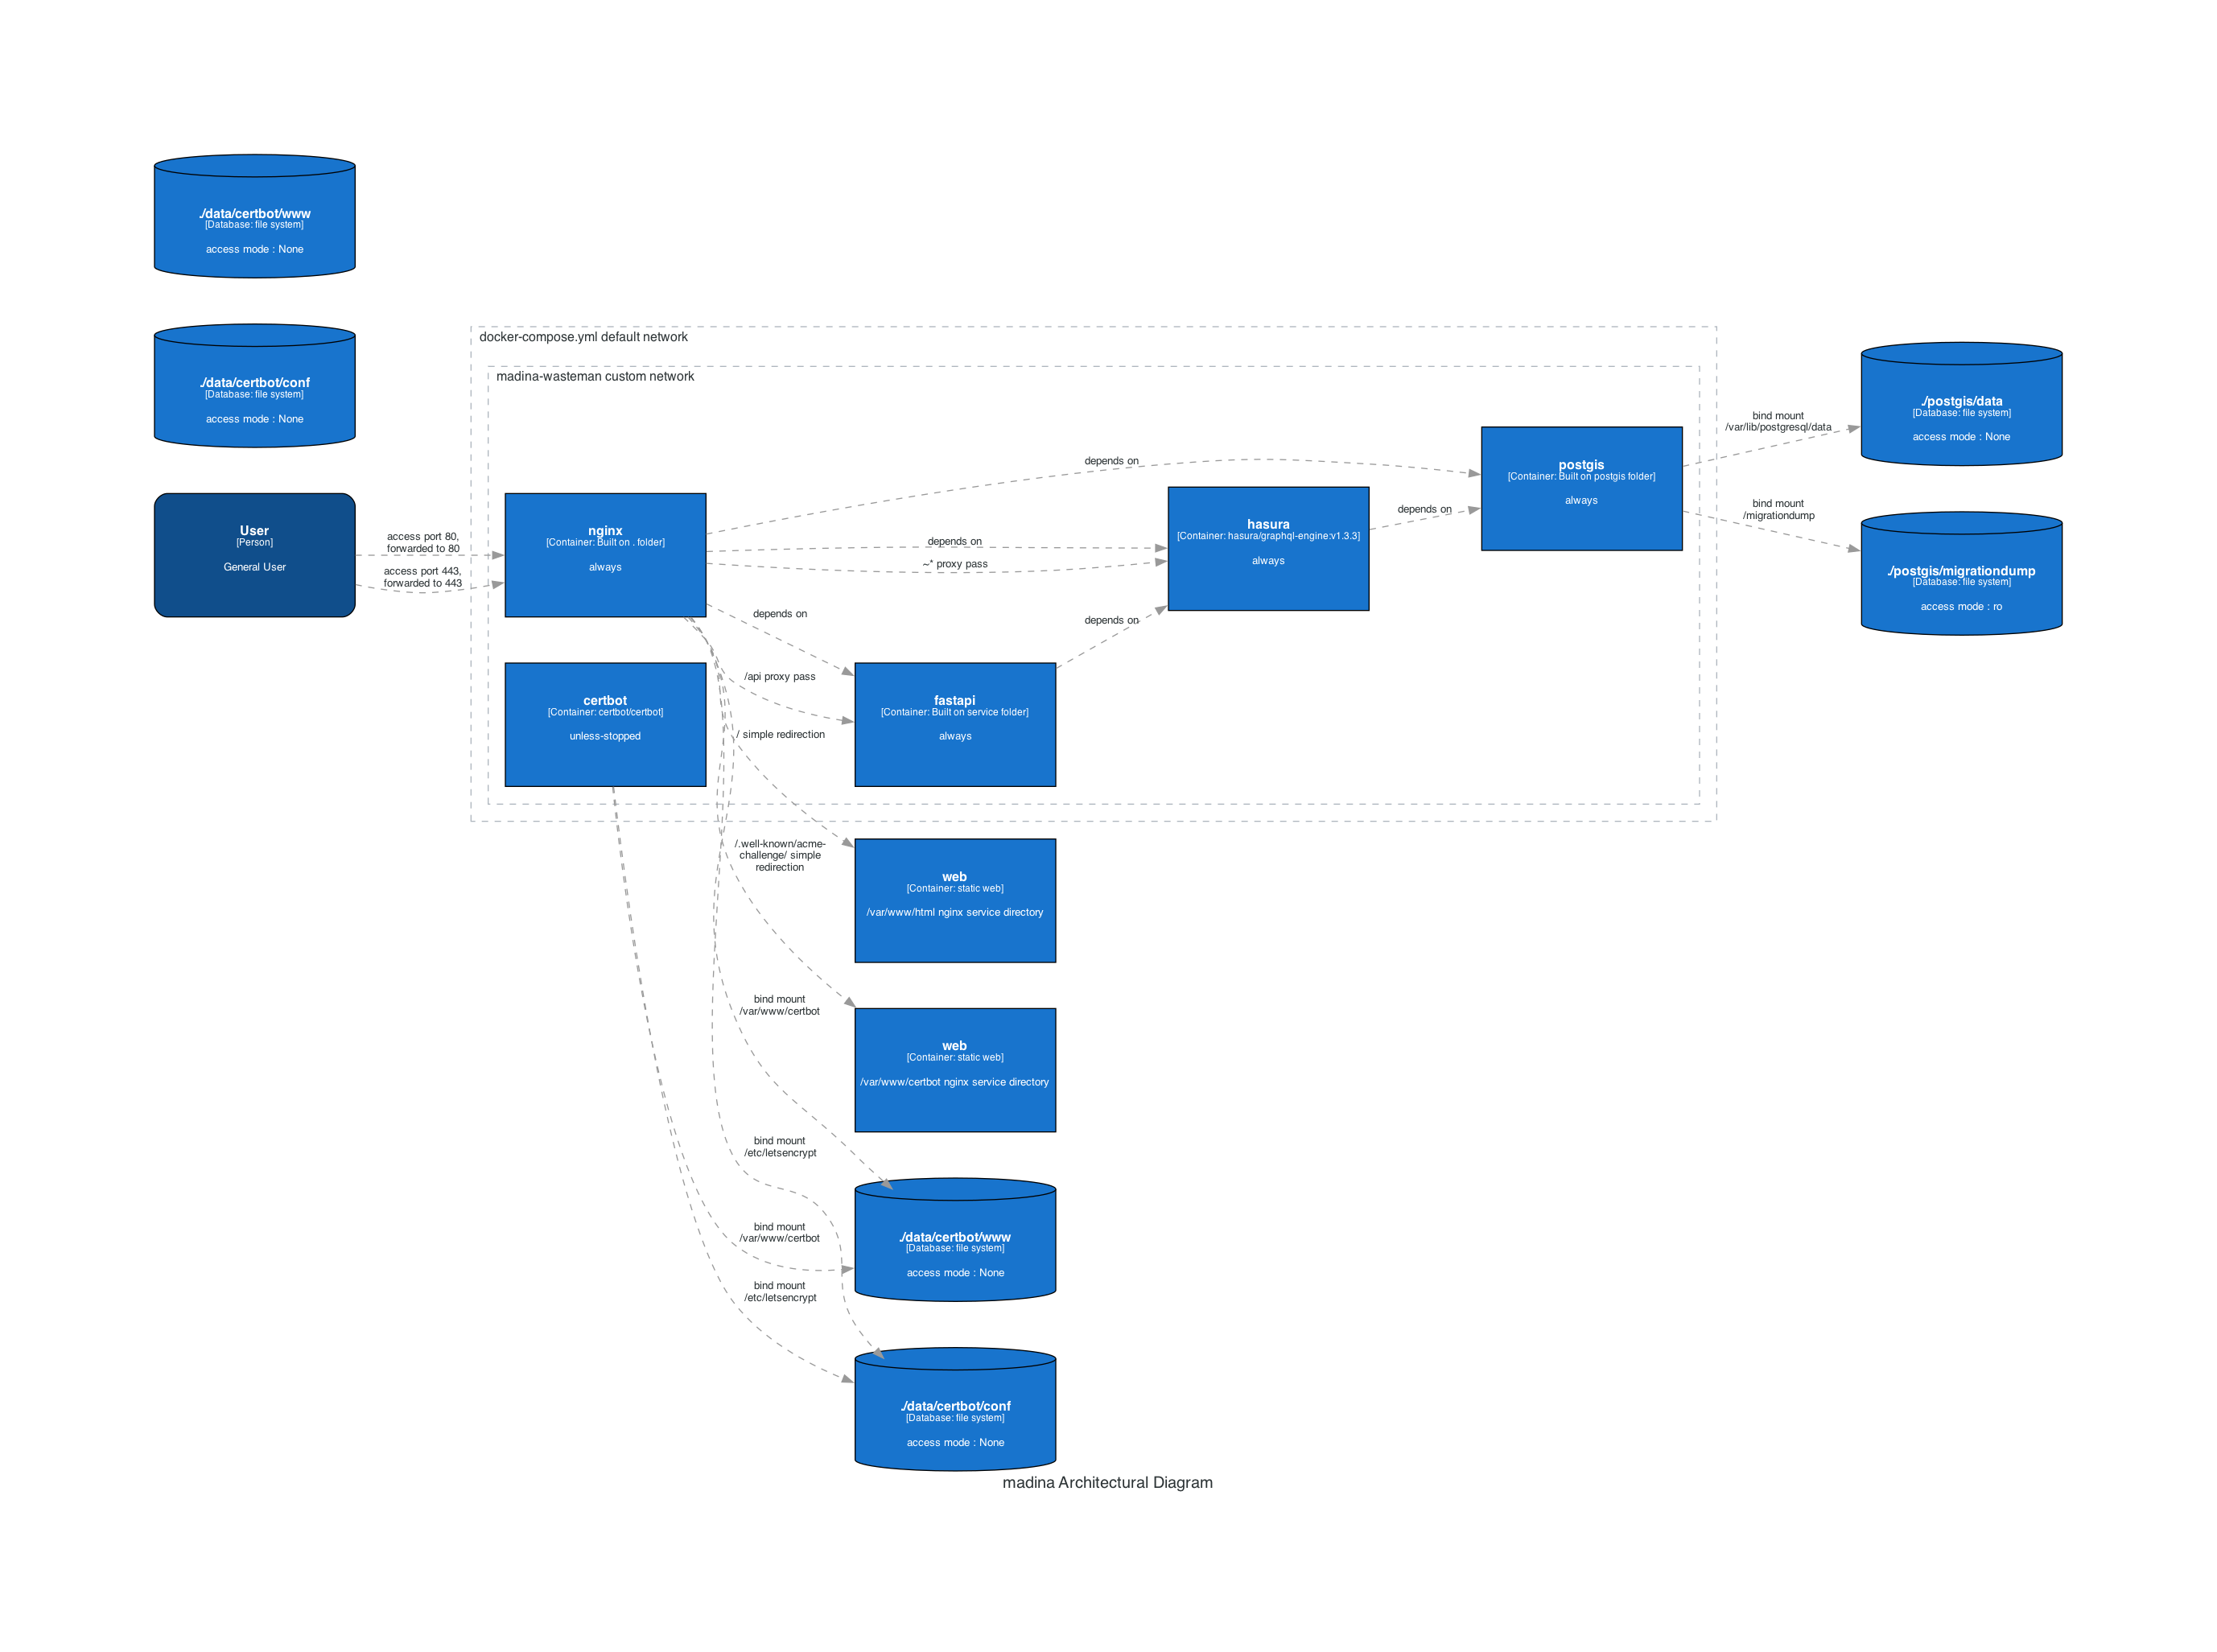 ./data/certbot/www
[Database: file system]
access mode : None
./data/certbot/conf
[Database: file system]
access mode : None
User
[Person]
General User
access port 80,
forwarded to 80
access port 443,
forwarded to 443
docker-compose.yml default network
madina-wasteman custom network
nginx
[Container: Built on . folder]
always
certbot
[Container: certbot/certbot]
unless-stopped
depends on
depends on
~* proxy pass
depends on
/api proxy pass
/ simple redirection
fastapi
[Container: Built on service folder]
always
depends on
hasura
[Container: hasura/graphql-engine:v1.3.3]
always
depends on
postgis
[Container: Built on postgis folder]
always
bind mount
/var/lib/postgresql/data
bind mount
/migrationdump
./postgis/data
[Database: file system]
access mode : None
./postgis/migrationdump
[Database: file system]
access mode : ro
/.well-known/acme-
challenge/ simple
redirection
web
[Container: static web]
/var/www/html nginx service directory
bind mount
/var/www/certbot
web
[Container: static web]
/var/www/certbot nginx service directory
bind mount
/etc/letsencrypt
bind mount
/var/www/certbot
./data/certbot/www
[Database: file system]
access mode : None
bind mount
/etc/letsencrypt
./data/certbot/conf
[Database: file system]
access mode : None
madina Architectural Diagram